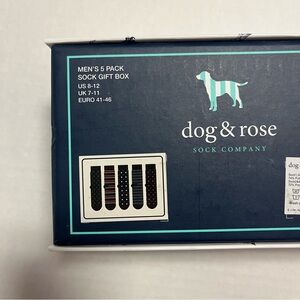 MEN'S 5 PACK
SOCK GIFT BOX
US 8-12
UK 7-11
EURO 41-46
dog & rose
SOCK COMPANY
dog